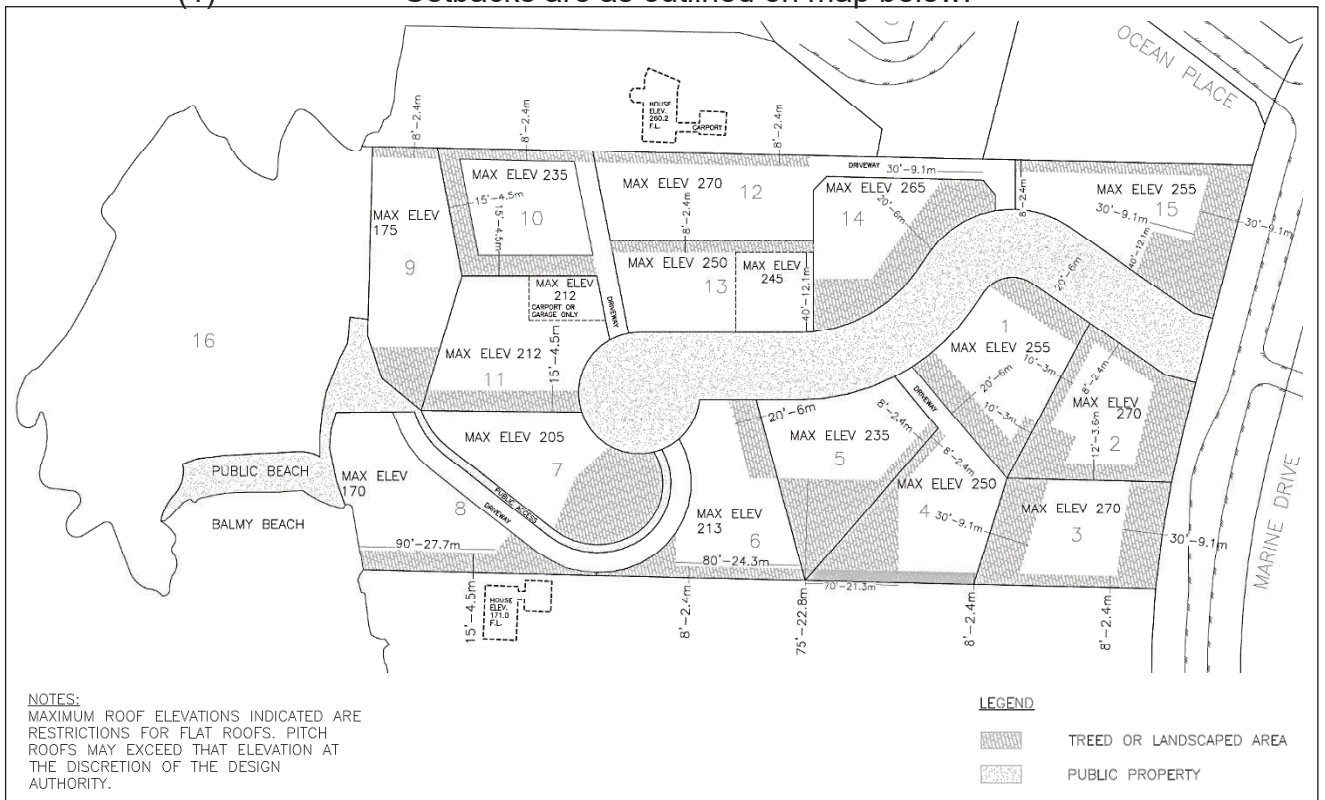 OCEAN PLACE
HOUSE
ELEV.
260.2
F.L.
CARPORT
8'-2.4m
8'-2.4m
8'-2.4m
DRIVEWAY
30'-9.1m
MAX ELEV 235
10
15'-4.5m
15'-4.5m
MAX ELEV 270
12
8'-2.4m
MAX ELEV 265
14
20'-6m
8'-2.4m
MAX ELEV 255
15
30'-9.1m
30'-9.1m
40'-12.1m
20'-6m
MAX ELEV
175
9
MAX ELEV 250
13
MAX ELEV
245
40'-12.1m
MAX ELEV
212
CARPORT OR
GARAGE ONLY
DRIVEWAY
16
MAX ELEV 212
11
15'-4.5m
1
MAX ELEV 255
20'-6m
10'-3m
10'-3m
8'-2.4m
MAX ELEV
270
2
12'-3.6m
DRIVEWAY
MAX ELEV 205
7
PUBLIC ACCESS
DRIVEWAY
20'-6m
MAX ELEV 235
5
8'-2.4m
8'-2.4m
MAX ELEV 250
4
30'-9.1m
MAX ELEV 270
3
30'-9.1m
PUBLIC BEACH
BALMY BEACH
MAX ELEV
170
8
90'-27.7m
MAX ELEV
213
6
80'-24.3m
70'-21.3m
MARINE DRIVE
HOUSE
ELEV.
171.0
F.L.
15'-4.5m
8'-2.4m
75'-22.8m
8'-2.4m
8'-2.4m
NOTES:
MAXIMUM ROOF ELEVATIONS INDICATED ARE
RESTRICTIONS FOR FLAT ROOFS. PITCH
ROOFS MAY EXCEED THAT ELEVATION AT
THE DISCRETION OF THE DESIGN
AUTHORITY.
LEGEND
TREED OR LANDSCAPED AREA
PUBLIC PROPERTY